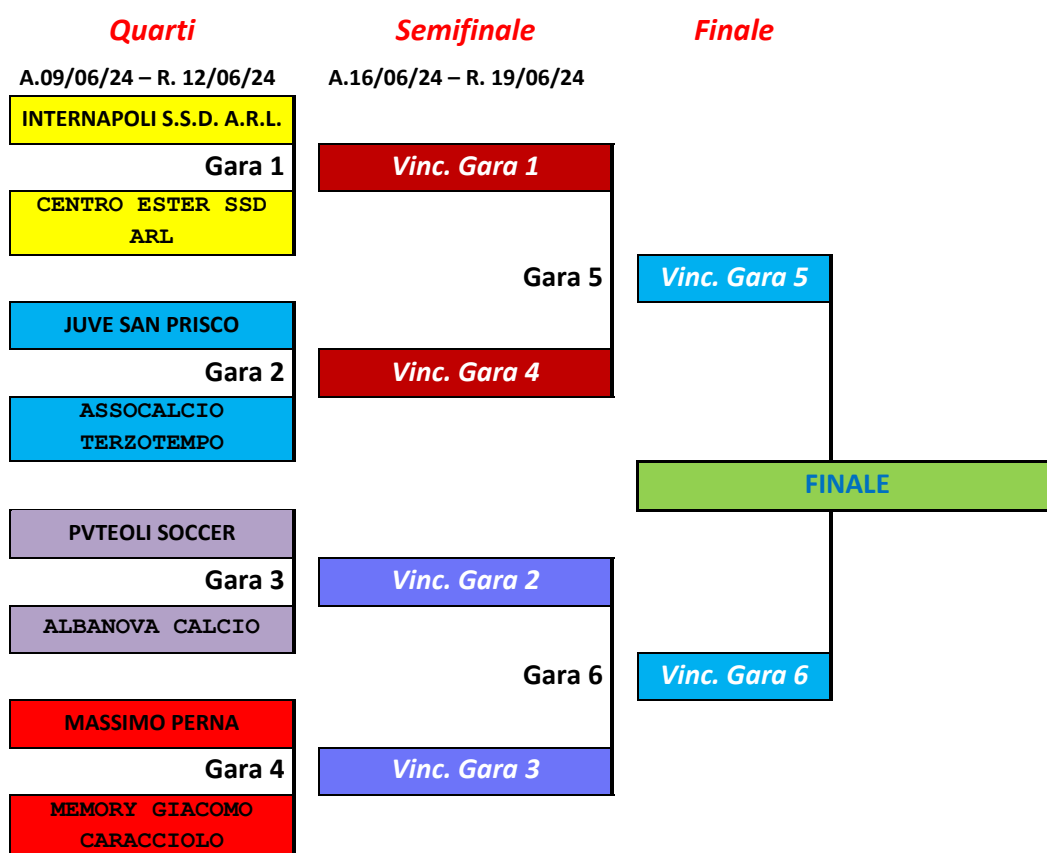 Quarti Semifinale Finale
A.09/06/24 – R. 12/06/24 A.16/06/24 – R. 19/06/24
INTERNAPOLI S.S.D. A.R.L.
Gara 1 Vinc. Gara 1
CENTRO ESTER SSD
ARL
Gara 5 Vinc. Gara 5
JUVE SAN PRISCO
Gara 2 Vinc. Gara 4
ASSOCALCIO
TERZOTEMPO
FINALE
PVTEOLI SOCCER
Gara 3 Vinc. Gara 2
ALBANOVA CALCIO
Gara 6 Vinc. Gara 6
MASSIMO PERNA
Gara 4 Vinc. Gara 3
MEMORY GIACOMO
CARACCIOLO